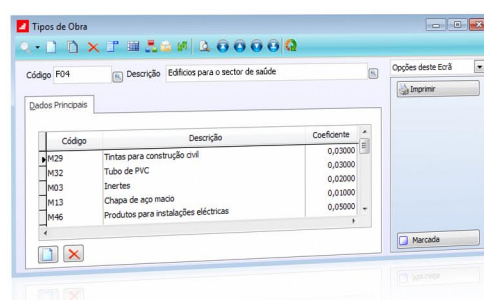 Tipos de Obra
Código F04 Descrição Edifícios para o sector de saúde
Opções deste Ecrã
Imprimir
Dados Principais
Código Descrição Coeficiente
M29 Tintas para construção civil 0,03000
M32 Tubo de PVC 0,03000
M03 Inertes 0,02000
M13 Chapa de aço macio 0,01000
M46 Produtos para instalações eléctricas 0,05000
Marcada